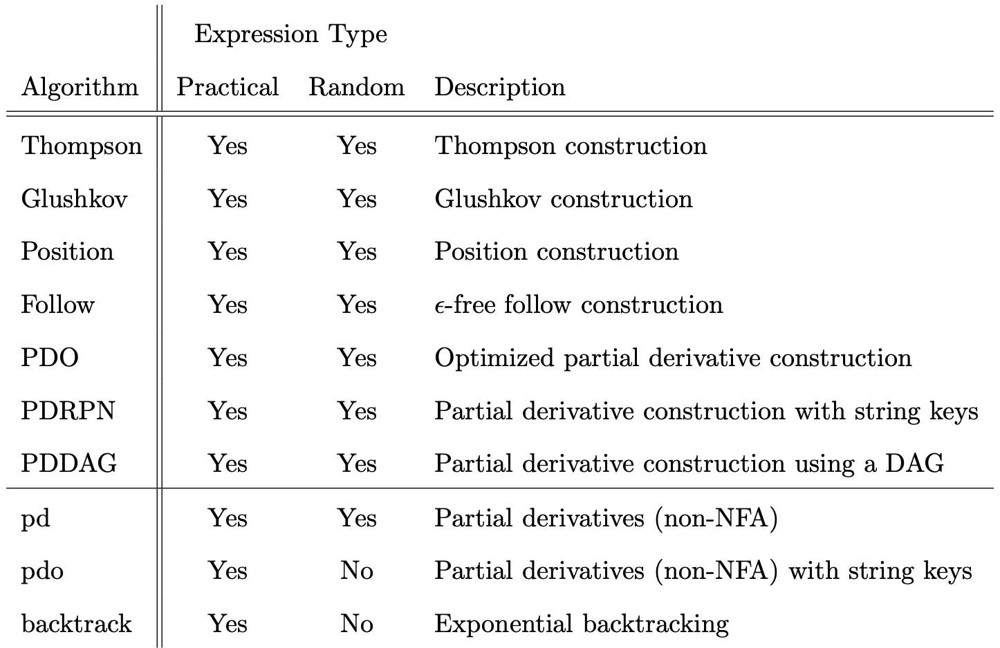 Expression Type
Algorithm Practical Random Description
Thompson Yes Yes Thompson construction
Glushkov Yes Yes Glushkov construction
Position Yes Yes Position construction
Follow Yes Yes ϵ-free follow construction
PDO Yes Yes Optimized partial derivative construction
PDRPN Yes Yes Partial derivative construction with string keys
PDDAG Yes Yes Partial derivative construction using a DAG
pd Yes Yes Partial derivatives (non-NFA)
pdo Yes No Partial derivatives (non-NFA) with string keys
backtrack Yes No Exponential backtracking